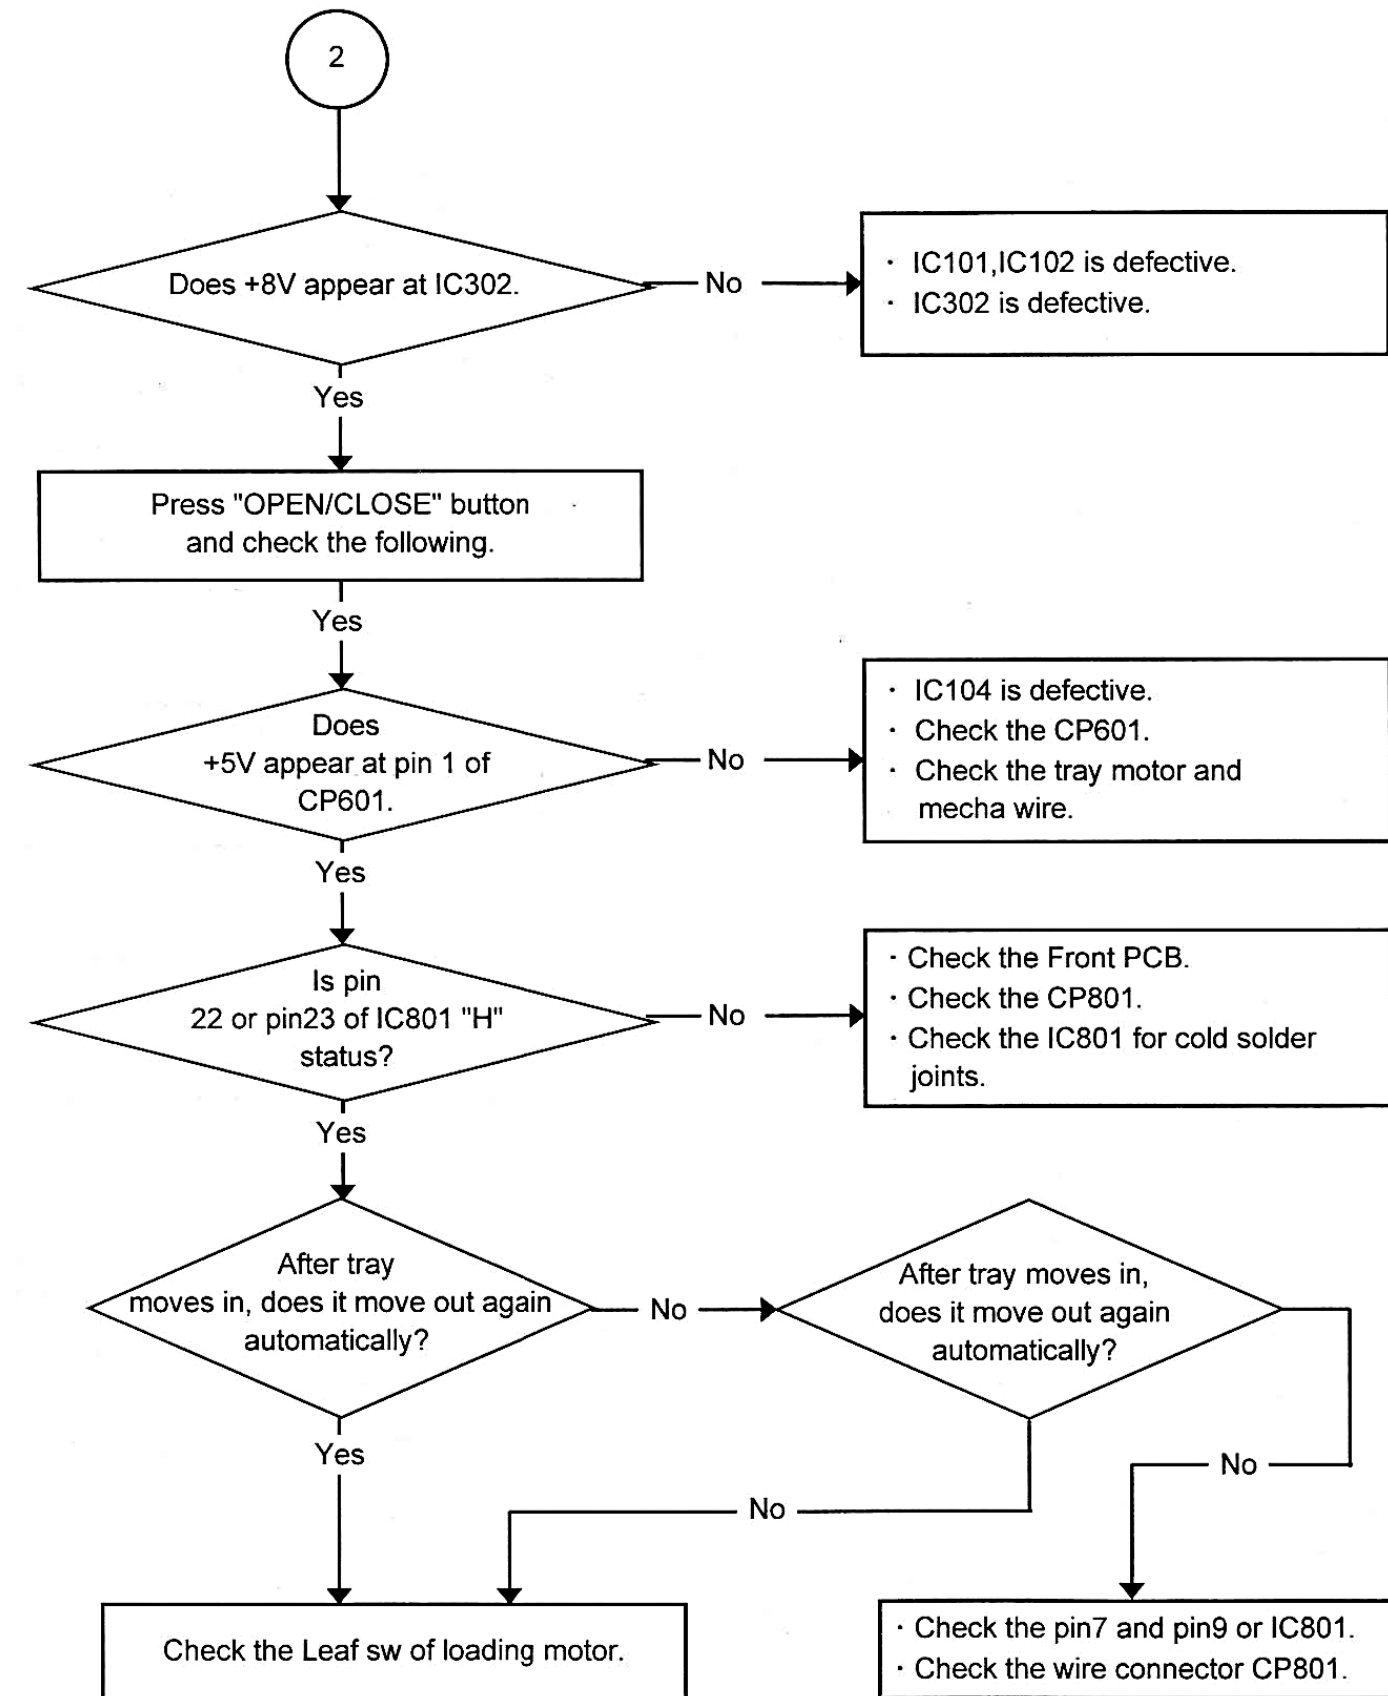 2
Does +8V appear at IC302.
No
· IC101,IC102 is defective.
· IC302 is defective.
Yes
Press "OPEN/CLOSE" button
and check the following.
Yes
Does
+5V appear at pin 1 of
CP601.
No
· IC104 is defective.
· Check the CP601.
· Check the tray motor and
mecha wire.
Yes
Is pin
22 or pin23 of IC801 "H"
status?
No
· Check the Front PCB.
· Check the CP801.
· Check the IC801 for cold solder
joints.
Yes
After tray
moves in, does it move out again
automatically?
No
After tray moves in,
does it move out again
automatically?
Yes
No
No
Check the Leaf sw of loading motor.
· Check the pin7 and pin9 or IC801.
· Check the wire connector CP801.